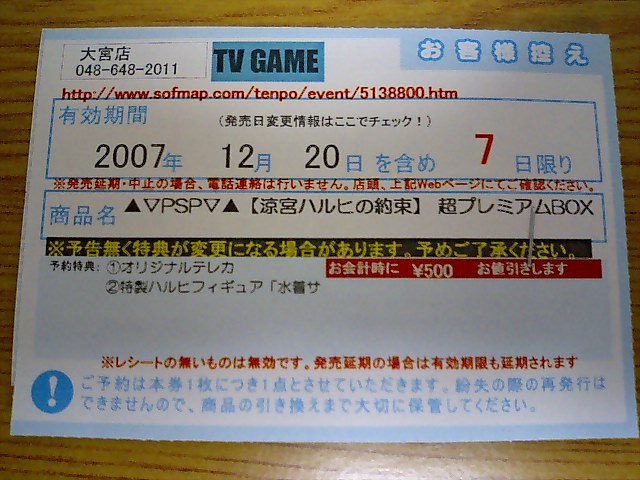 大宮店
048-648-2011
TV GAME
お客様控え
http://www.sofmap.com/tenpo/event/5138800.htm
有効期間
(発売日変更情報はここでチェック!)
2007年 12月 20日 を含め 7日限り
※発売延期・中止の場合、電話連絡は行いません。店頭、上記Webページにてご確認ください。
商品名 ▲▽PSP▽▲【涼宮ハルヒの約束】 超プレミアムBOX
※予告無く特典が変更になる場合があります。予めご了承ください。
予約特典: ①オリジナルテレカ
お会計時に ¥500 お値引きします
②特製ハルヒフィギュア「水着サ
※レシートの無いものは無効です。発売延期の場合は有効期限も延期されます
ご予約は本券1枚につき1点とさせていただきます。紛失の際の再発行は
できませんので、商品の引き換えまで大切に保管してください。